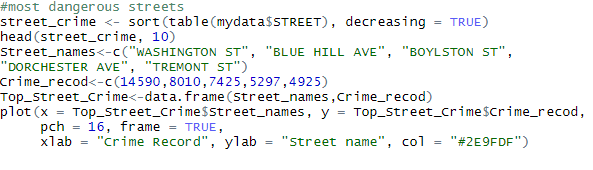 #most dangerous streets
street_crime <- sort(table(mydata$STREET), decreasing = TRUE)
head(street_crime, 10)
Street_names<-c("WASHINGTON ST", "BLUE HILL AVE", "BOYLSTON ST",
"DORCHESTER AVE", "TREMONT ST")
Crime_recod<-c(14590,8010,7425,5297,4925)
Top_Street_Crime<-data.frame(Street_names,Crime_recod)
plot(x = Top_Street_Crime$Street_names, y = Top_Street_Crime$Crime_recod,
pch = 16, frame = TRUE,
xlab = "Crime Record", ylab = "Street name", col = "#2E9FDF")